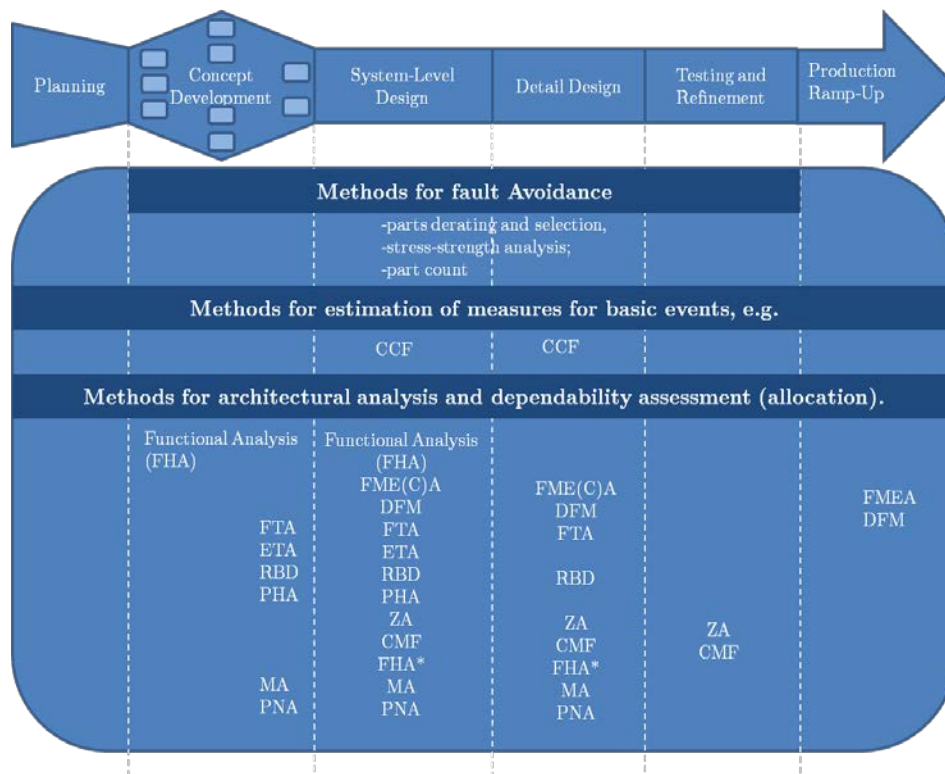 Planning
Concept
Development
System-Level
Design
Detail Design
Testing and
Refinement
Production
Ramp-Up
Methods for fault Avoidance
-parts derating and selection,
-stress-strength analysis;
-part count
Methods for estimation of measures for basic events, e.g.
CCF
CCF
Methods for architectural analysis and dependability assessment (allocation).
Functional Analysis
(FHA)
FTA
ETA
RBD
PHA
MA
PNA
Functional Analysis
(FHA)
FME(C)A
DFM
FTA
ETA
RBD
PHA
ZA
CMF
FHA*
MA
PNA
FME(C)A
DFM
FTA
RBD
ZA
CMF
FHA*
MA
PNA
ZA
CMF
FMEA
DFM